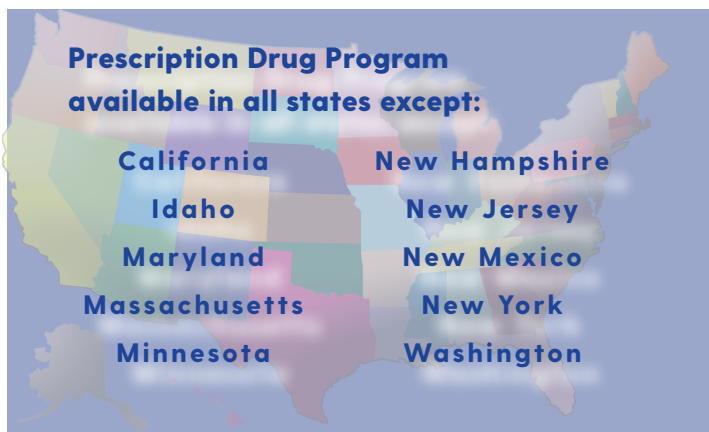 Prescription Drug Program
available in all states except:
California
Idaho
Maryland
Massachusetts
Minnesota
New Hampshire
New Jersey
New Mexico
New York
Washington